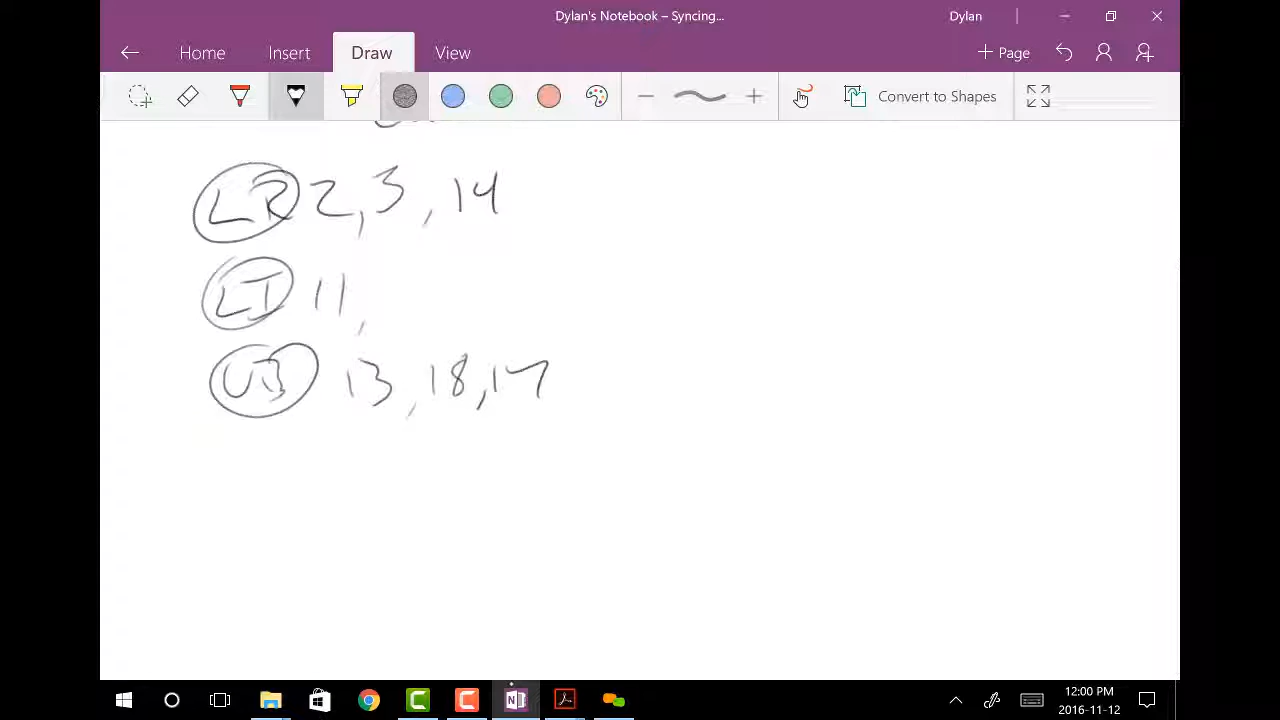 Dylan's Notebook – Syncing...
Dylan
Home Insert Draw View
Page
Convert to Shapes
LR 2, 3, 14
LI 11,
UB 13, 18, 17
12:00 PM
2016-11-12